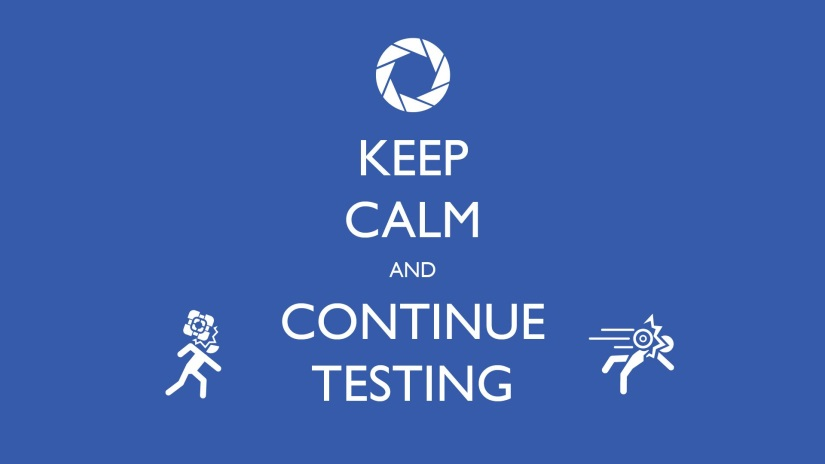 KEEP
CALM
AND
CONTINUE
TESTING